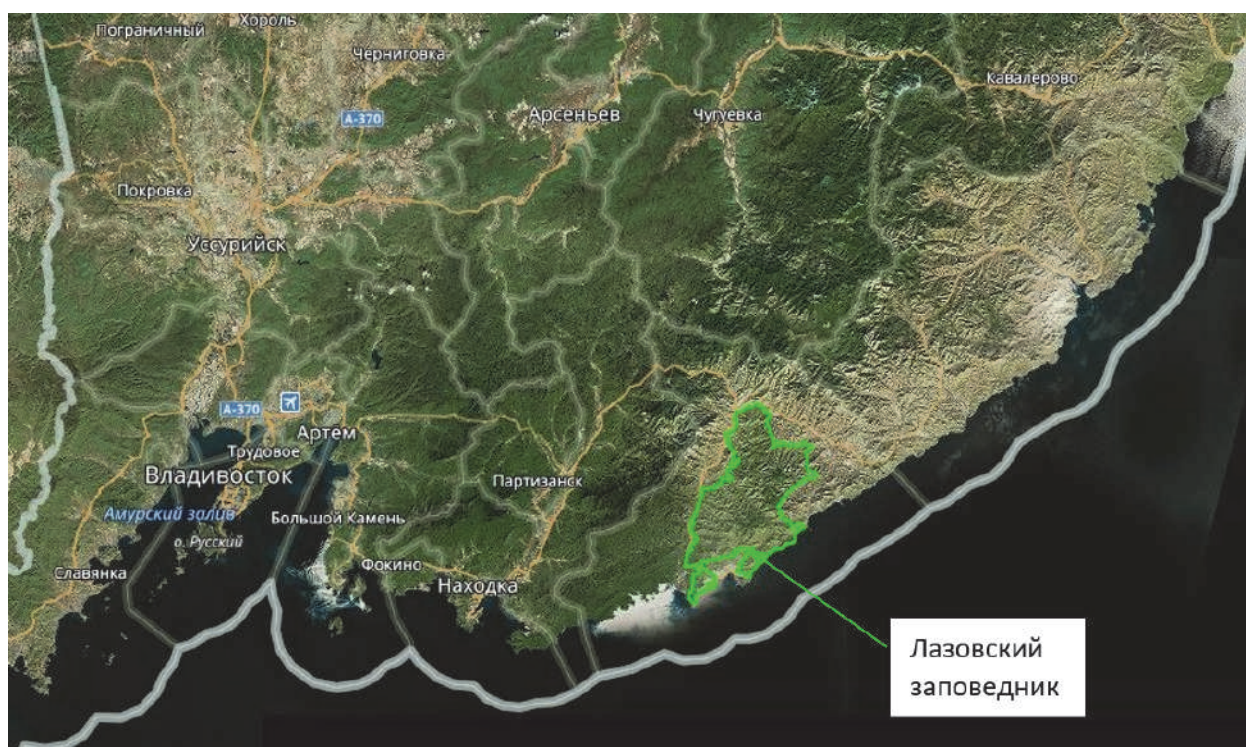 Хороль
Пограничный
Черниговка
Кавалерово
А-370
Арсеньев
Чугуевка
Покровка
Уссурийск
А-370
Артём
Трудовое
Владивосток
Партизанск
Амурский залив
Большой Камень
о. Русский
Славянка
Фокино
Находка
Лазовский
заповедник